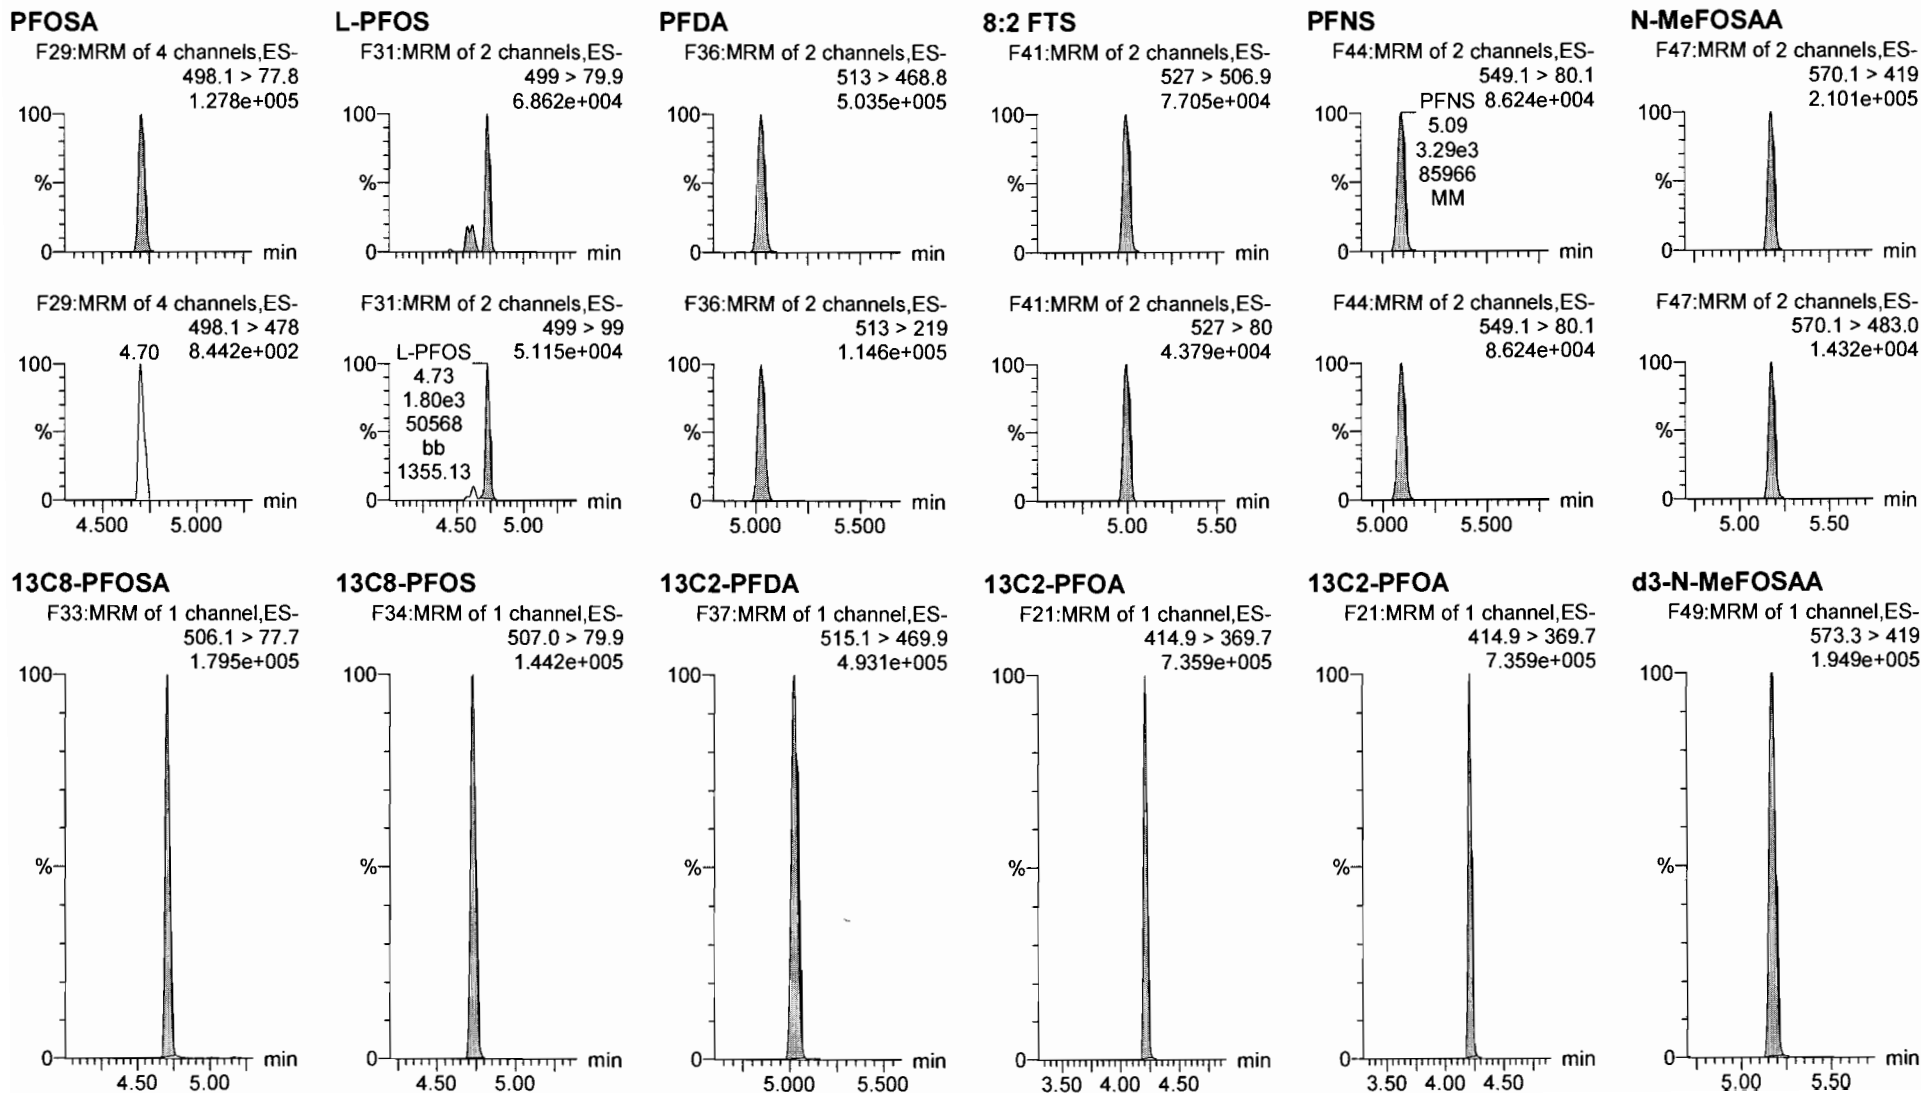 PFOSA
F29:MRM of 4 channels,ES-
498.1 > 77.8
1.278e+005
100
%
0
min
F29:MRM of 4 channels,ES-
498.1 > 478
4.70 8.442e+002
100
%
0
min
4.500 5.000
L-PFOS
F31:MRM of 2 channels,ES-
499 > 79.9
6.862e+004
100
%
0
min
F31:MRM of 2 channels,ES-
499 > 99
L-PFOS 5.115e+004
100
4.73
1.80e3
50568
%
bb
1355.13
0
min
4.50 5.00
PFDA
F36:MRM of 2 channels,ES-
513 > 468.8
5.035e+005
100
%
0
min
F36:MRM of 2 channels,ES-
513 > 219
1.146e+005
100
%
0
min
5.000 5.500
8:2 FTS
F41:MRM of 2 channels,ES-
527 > 506.9
7.705e+004
100
%
0
min
F41:MRM of 2 channels,ES-
527 > 80
4.379e+004
100
%
0
min
5.00 5.50
PFNS
F44:MRM of 2 channels,ES-
549.1 > 80.1
PFNS 8.624e+004
100
5.09
3.29e3
85966
%
MM
0
min
F44:MRM of 2 channels,ES-
549.1 > 80.1
8.624e+004
100
%
0
min
5.000 5.500
N-MeFOSAA
F47:MRM of 2 channels,ES-
570.1 > 419
2.101e+005
100
%
0
min
F47:MRM of 2 channels,ES-
570.1 > 483.0
1.432e+004
100
%
0
min
5.00 5.50
13C8-PFOSA
F33:MRM of 1 channel,ES-
506.1 > 77.7
1.795e+005
100
%
0
min
4.50 5.00
13C8-PFOS
F34:MRM of 1 channel,ES-
507.0 > 79.9
1.442e+005
100
%
0
min
4.50 5.00
13C2-PFDA
F37:MRM of 1 channel,ES-
515.1 > 469.9
4.931e+005
100
%
0
min
5.000 5.500
13C2-PFOA
F21:MRM of 1 channel,ES-
414.9 > 369.7
7.359e+005
100
%
0
min
3.50 4.00 4.50
13C2-PFOA
F21:MRM of 1 channel,ES-
414.9 > 369.7
7.359e+005
100
%
0
min
3.50 4.00 4.50
d3-N-MeFOSAA
F49:MRM of 1 channel,ES-
573.3 > 419
1.949e+005
100
%
0
min
5.00 5.50